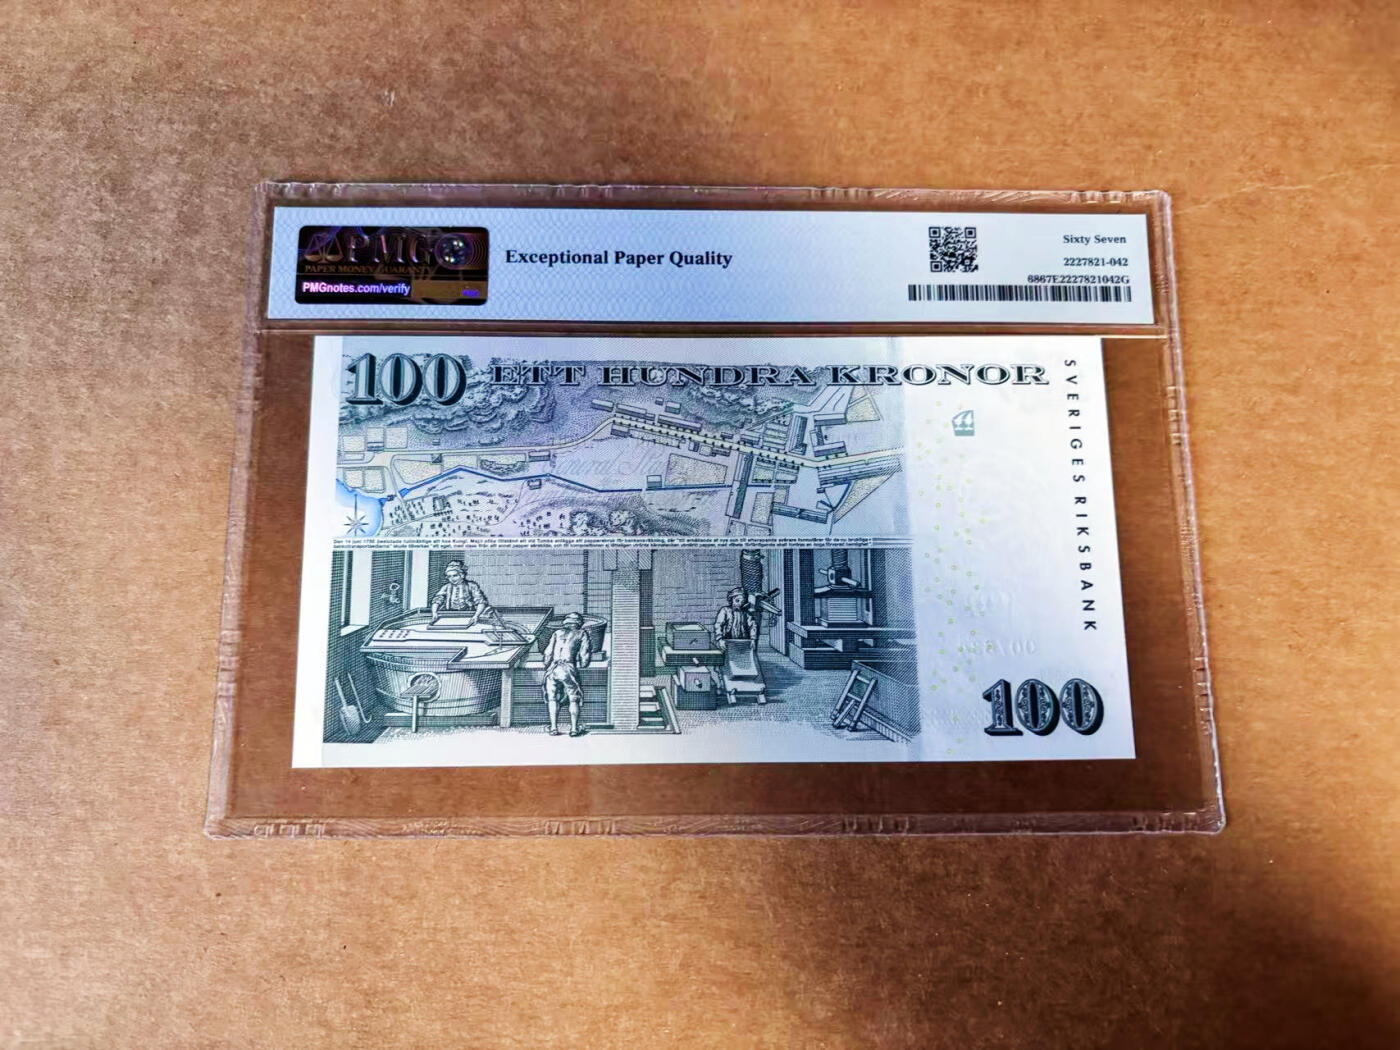 PMG
PAPER MONEY GUARANTY
PMGnotes.com/verify
Exceptional Paper Quality
Sixty Seven
2227821-042
6867E2227821042G
100 ETT HUNDRA KRONOR
SVERIGES RIKSBANK
100